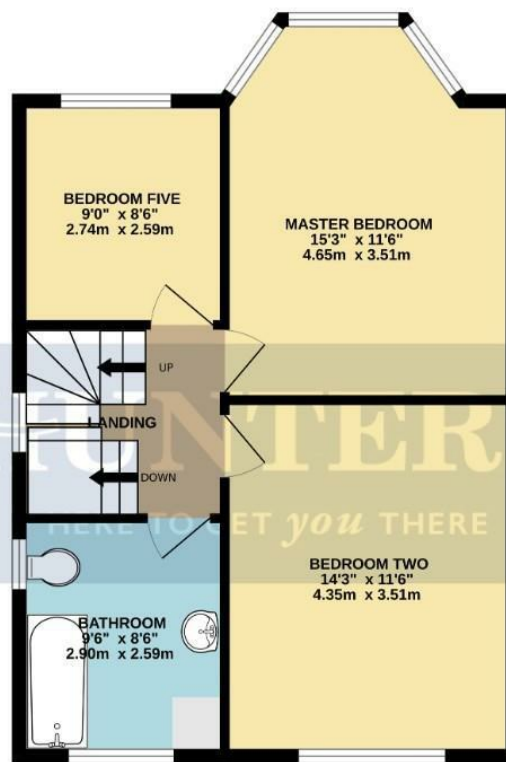 BEDROOM FIVE
9'0" x 8'6"
2.74m x 2.59m
MASTER BEDROOM
15'3" x 11'6"
4.65m x 3.51m
UP
LANDING
DOWN
HUNTER
HERE TO GET you THERE
BEDROOM TWO
14'3" x 11'6"
4.35m x 3.51m
BATHROOM
9'6" x 8'6"
2.90m x 2.59m